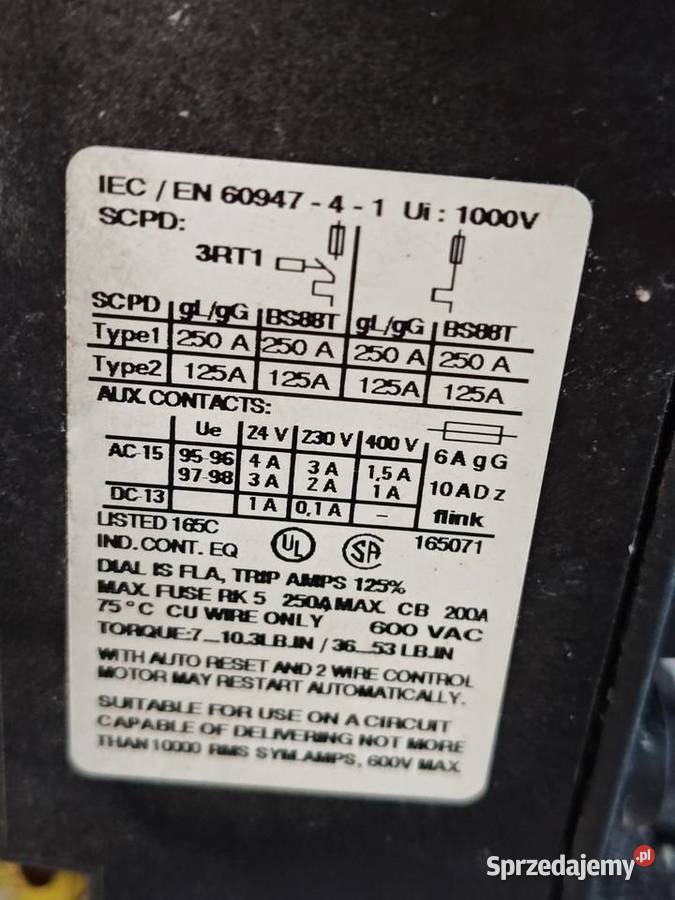 IEC / EN 60947 - 4 - 1 Ui : 1000V
SCPD:
3RT1
SCPD gL/gG BS88T gL/gG BS88T
Type1 250 A 250 A 250 A 250 A
Type2 125A 125A 125A 125A
AUX. CONTACTS:
Ue 24 V 230 V 400 V
AC-15 95-96 4 A 3 A 1,5 A 6A gG
97-98 3 A 2 A 1 A 10A Dz
DC-13 1 A 0,1 A – flink
LISTED 165C UL SA 165071
IND. CONT. EQ
DIAL IS FLA, TRIP AMPS 125%
MAX. FUSE RK 5 250A MAX. CB 200A
75°C CU WIRE ONLY 600 VAC
TORQUE:7...10.3LB.IN / 36...53 LB.IN
WITH AUTO RESET AND 2 WIRE CONTROL
MOTOR MAY RESTART AUTOMATICALLY.
SUITABLE FOR USE ON A CIRCUIT
CAPABLE OF DELIVERING NOT MORE
THAN 10000 RMS SYM.AMPS, 600V MAX.
Sprzedajemy.pl